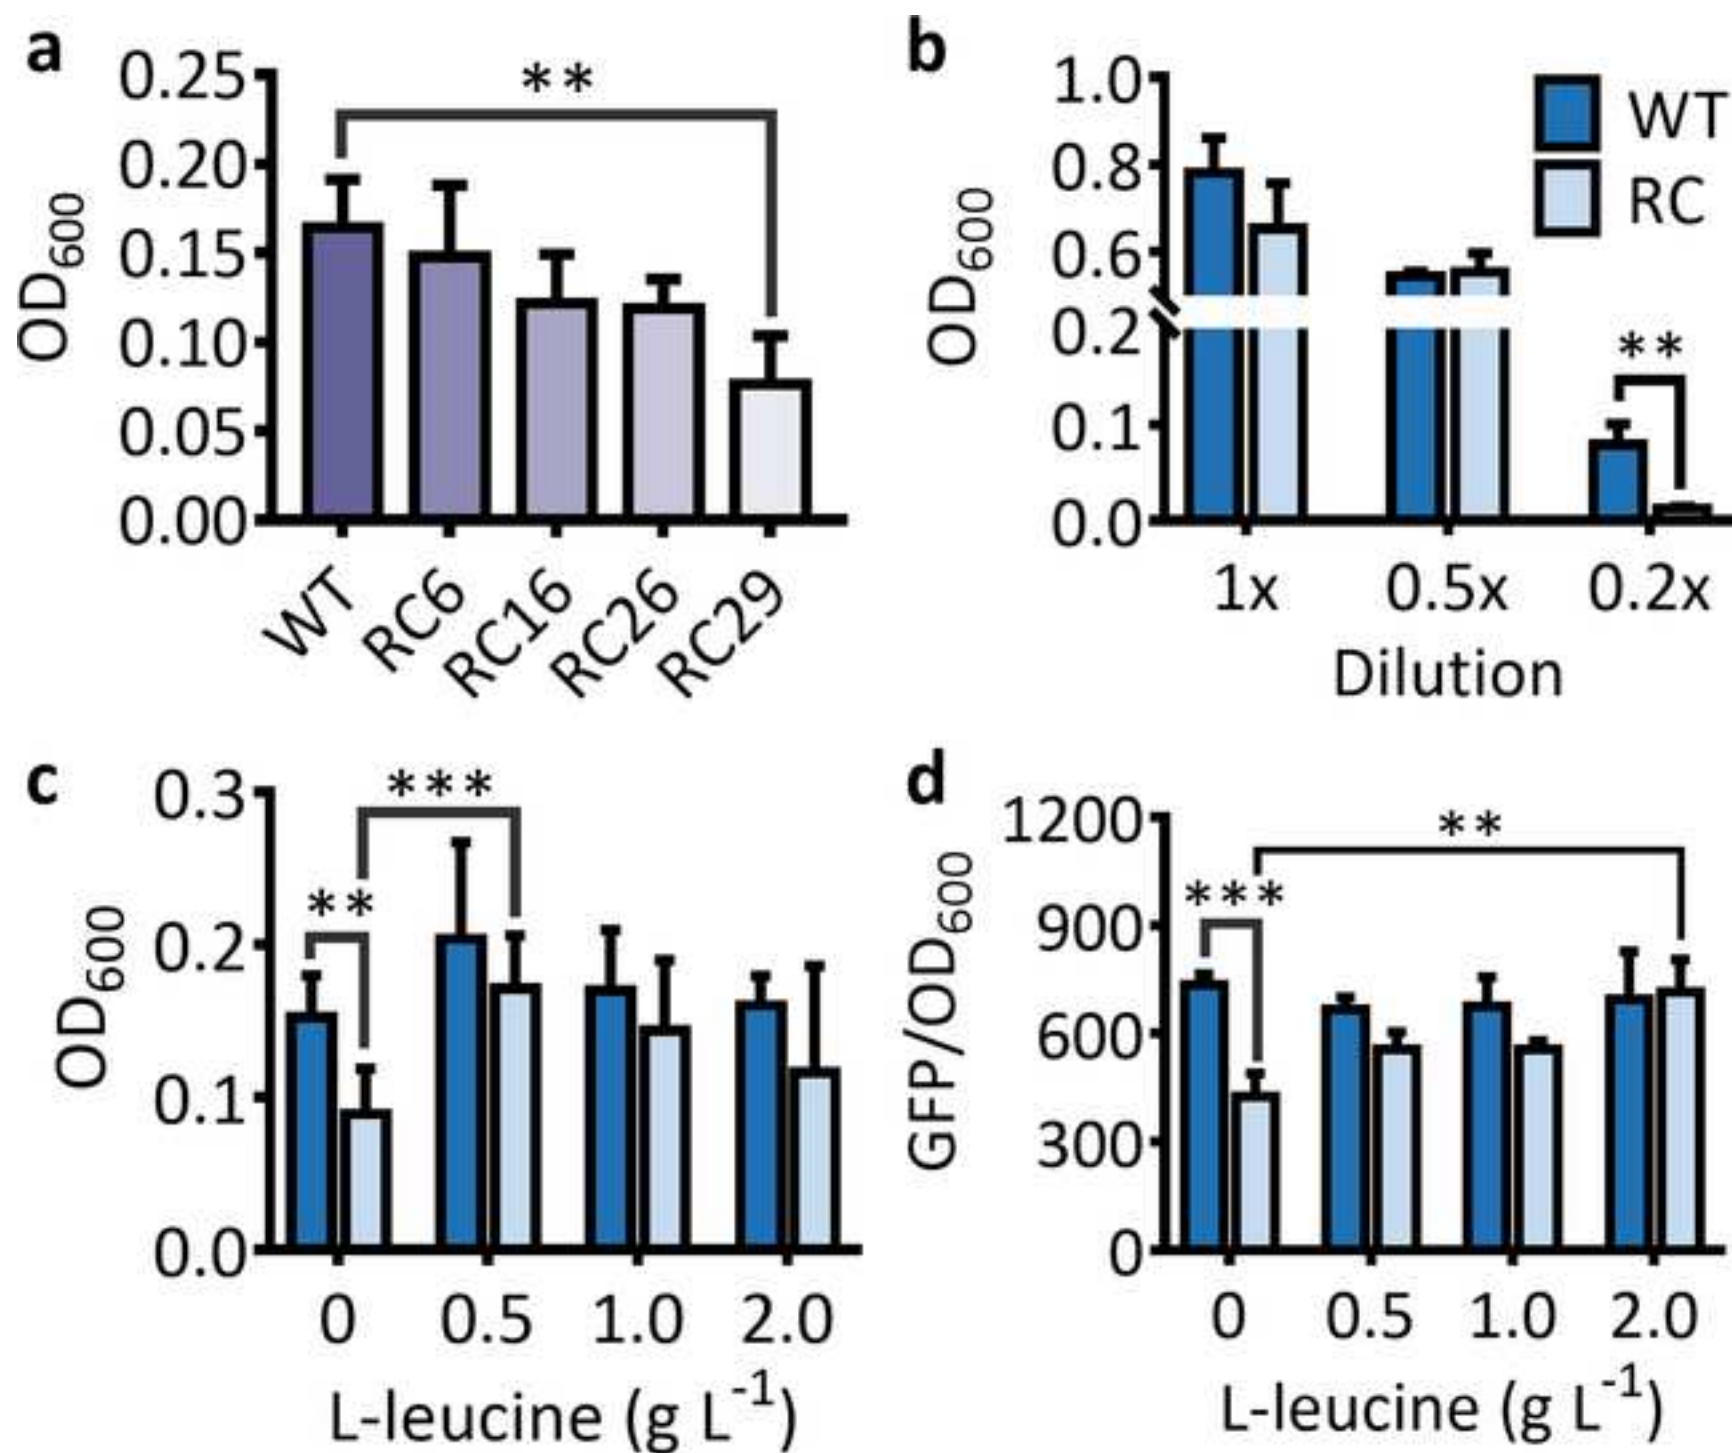 a
**
0.25
0.20
0.15
0.10
0.05
0.00
OD600
WT
RC6
RC16
RC26
RC29
b
1.0
0.8
0.6
0.2
0.1
0.0
OD600
WT
RC
**
1x
0.5x
0.2x
Dilution
c
0.3
0.2
0.1
0.0
OD600
***
**
0
0.5
1.0
2.0
L-leucine (g L-1)
d
1200
900
600
300
0
GFP/OD600
**
***
0
0.5
1.0
2.0
L-leucine (g L-1)